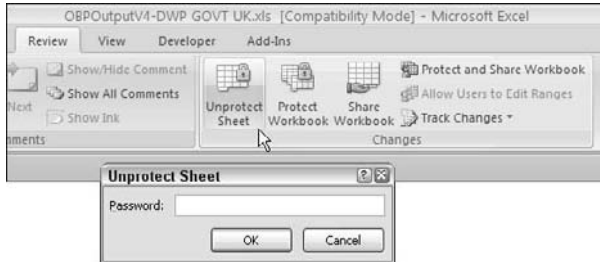 OBPOutputV4-DWP GOVT UK.xls [Compatibility Mode] - Microsoft Excel
Review View Developer Add-Ins
Show/Hide Comment
Show All Comments
Show Ink
Next
mments
Unprotect Sheet
Protect Workbook
Share Workbook
Protect and Share Workbook
Allow Users to Edit Ranges
Track Changes
Changes
Unprotect Sheet
Password:
OK Cancel